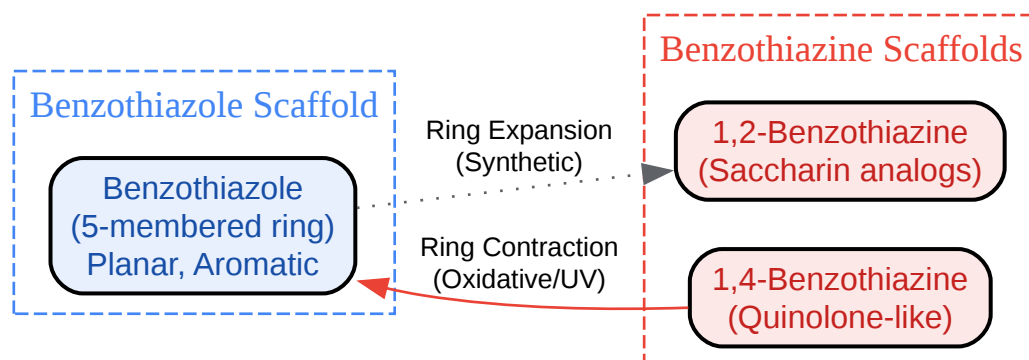 Benzothiazole Scaffold
Benzothiazole
(5-membered ring)
Planar, Aromatic
Ring Expansion
(Synthetic)
Ring Contraction
(Oxidative/UV)
Benzothiazine Scaffolds
1,2-Benzothiazine
(Saccharin analogs)
1,4-Benzothiazine
(Quinolone-like)